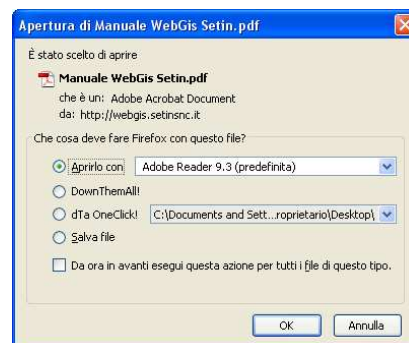 Apertura di Manuale WebGis Setin.pdf
È stato scelto di aprire
Manuale WebGis Setin.pdf
che è un: Adobe Acrobat Document
da: http://webgis.setinsnc.it
Che cosa deve fare Firefox con questo file?
Aprirlo con Adobe Reader 9.3 (predefinita)
DownThemAll!
dTa OneClick! C:\Documents and Sett...roprietario\Desktop\
Salva file
Da ora in avanti esegui questa azione per tutti i file di questo tipo.
OK Annulla